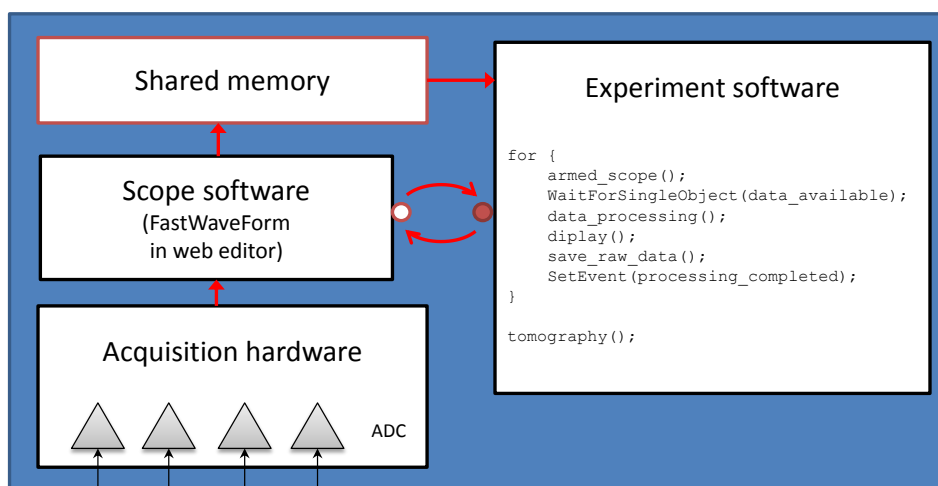 Shared memory
Scope software
(FastWaveForm
in web editor)
Acquisition hardware
ADC
Experiment software
for {
    armed_scope();
    WaitForSingleObject(data_available);
    data_processing();
    diplay();
    save_raw_data();
    SetEvent(processing_completed);
}
tomography();